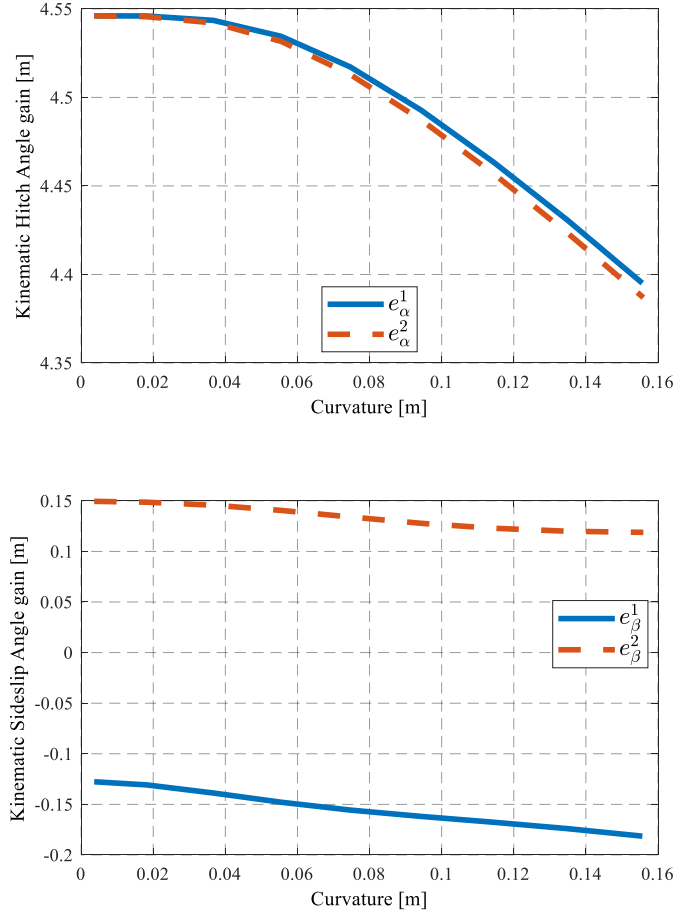 Kinematic Hitch Angle gain [m]
4.55
4.5
4.45
4.4
4.35
0 0.02 0.04 0.06 0.08 0.1 0.12 0.14 0.16
Curvature [m]
e_α^1
e_α^2
Kinematic Sideslip Angle gain [m]
0.15
0.1
0.05
0
-0.05
-0.1
-0.15
-0.2
0 0.02 0.04 0.06 0.08 0.1 0.12 0.14 0.16
Curvature [m]
e_β^1
e_β^2